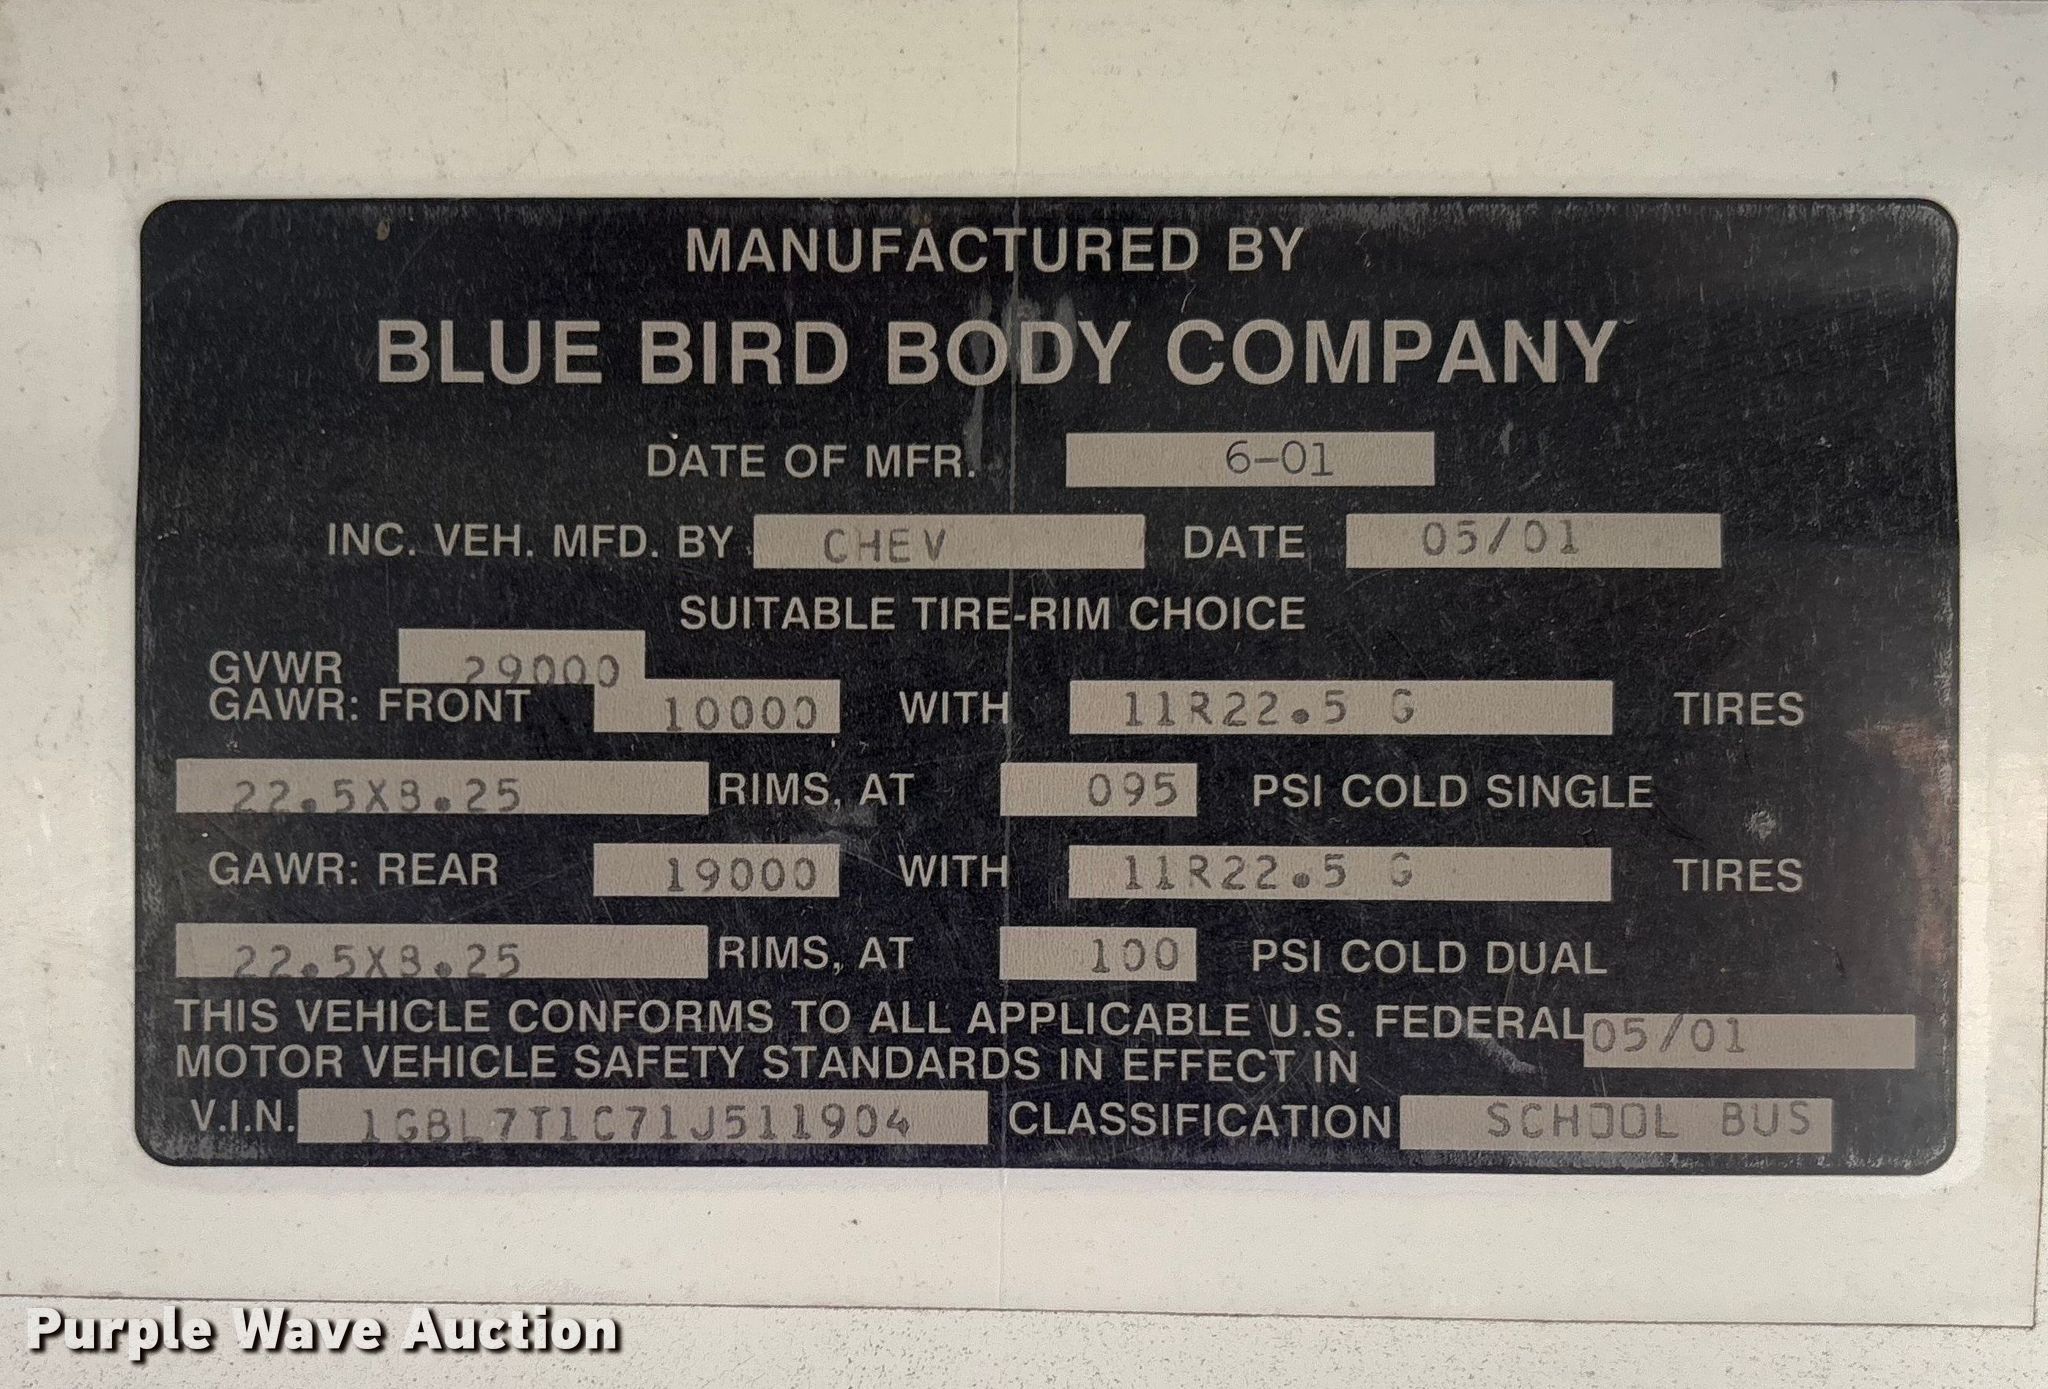 MANUFACTURED BY
BLUE BIRD BODY COMPANY
DATE OF MFR. 6-01
INC. VEH. MFD. BY CHEV DATE 05/01
SUITABLE TIRE-RIM CHOICE
GVWR 29000
GAWR: FRONT 10000 WITH 11R22.5 G TIRES
22.5X8.25 RIMS, AT 095 PSI COLD SINGLE
GAWR: REAR 19000 WITH 11R22.5 G TIRES
22.5X8.25 RIMS, AT 100 PSI COLD DUAL
THIS VEHICLE CONFORMS TO ALL APPLICABLE U.S. FEDERAL
MOTOR VEHICLE SAFETY STANDARDS IN EFFECT IN 05/01
V.I.N. 1GBL7T1C71J511904 CLASSIFICATION SCHOOL BUS
Purple Wave Auction